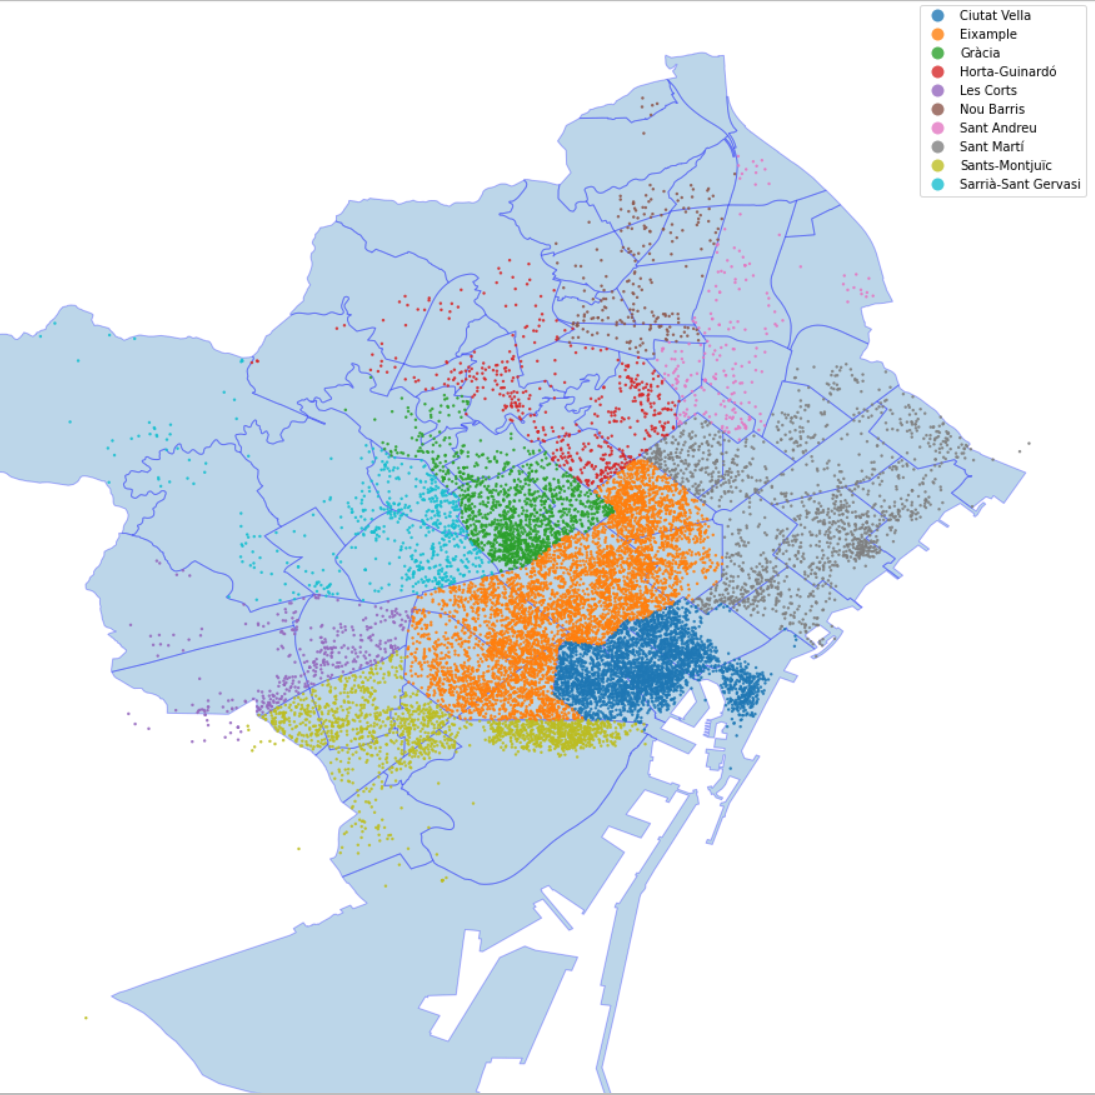 Ciutat Vella
Eixample
Gràcia
Horta-Guinardó
Les Corts
Nou Barris
Sant Andreu
Sant Martí
Sants-Montjuïc
Sarrià-Sant Gervasi